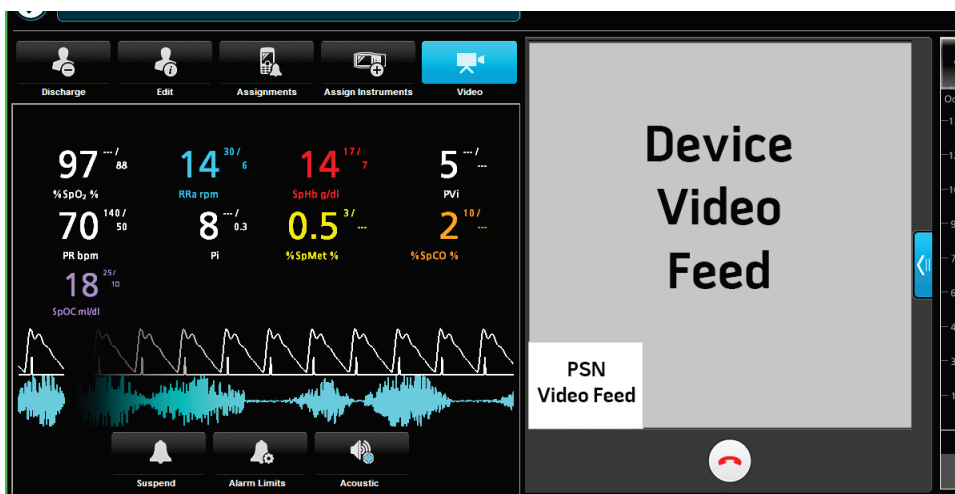 Discharge Edit Assignments Assign Instruments Video
97 ---/ 88 14 30/ 6 14 17/ 7 5 ---/ ---
%SpO₂ % RRa rpm SpHb g/dl PVi
70 140/ 50 8 ---/ 0.3 0.5 3/ --- 2 10/ ---
PR bpm Pi %SpMet % %SpCO %
18 25/ 10
SpOC ml/dl
Suspend Alarm Limits Acoustic
Device
Video
Feed
PSN
Video Feed